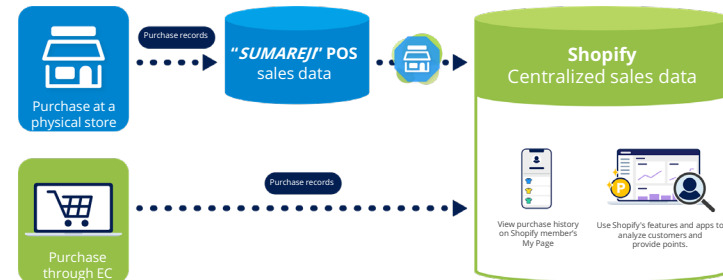 Purchase at a
physical store
Purchase records
“SUMAREJI” POS
sales data
Shopify
Centralized sales data
Purchase
through EC
Purchase records
View purchase history
on Shopify member's
My Page
P
Use Shopify's features and apps to
analyze customers and
provide points.